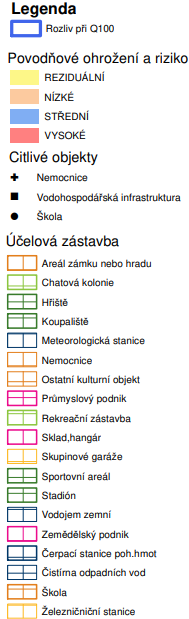 Legenda
Rozliv při Q100
Povodňové ohrožení a riziko
REZIDUÁLNÍ
NÍZKÉ
STŘEDNÍ
VYSOKÉ
Citlivé objekty
Nemocnice
Vodohospodářská infrastruktura
Škola
Účelová zástavba
Areál zámku nebo hradu
Chatová kolonie
Hřiště
Koupaliště
Meteorologická stanice
Nemocnice
Ostatní kulturní objekt
Průmyslový podnik
Rekreační zástavba
Sklad,hangár
Skupinové garáže
Sportovní areál
Stadión
Vodojem zemní
Zemědělský podnik
Čerpací stanice poh.hmot
Čistírna odpadních vod
Škola
Železniční stanice